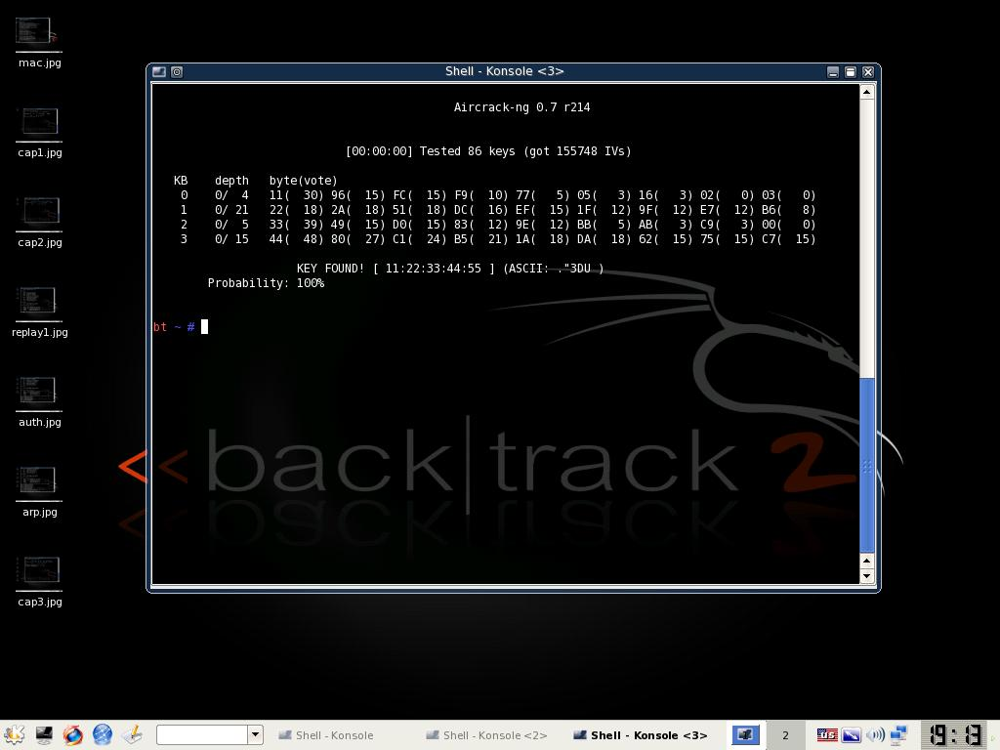 mac.jpg
cap1.jpg
cap2.jpg
replay1.jpg
auth.jpg
arp.jpg
cap3.jpg
Shell - Konsole <3>
Aircrack-ng 0.7 r214
[00:00:00] Tested 86 keys (got 155748 IVs)
KB depth byte(vote)
0 0/ 4 11( 30) 96( 15) FC( 15) F9( 10) 77( 5) 05( 3) 16( 3) 02( 0) 03( 0)
1 0/ 21 22( 18) 2A( 18) 51( 18) DC( 16) EF( 15) 1F( 12) 9F( 12) E7( 12) B6( 8)
2 0/ 5 33( 39) 49( 15) D0( 15) 83( 12) 9E( 12) BB( 5) AB( 3) C9( 3) 00( 0)
3 0/ 15 44( 48) 80( 27) C1( 24) B5( 21) 1A( 18) DA( 18) 62( 15) 75( 15) C7( 15)
KEY FOUND! [ 11:22:33:44:55 ] (ASCII: ."3DU )
Probability: 100%
bt ~ #
<< back|track 2
Shell - Konsole
Shell - Konsole <2>
Shell - Konsole <3>
2
US
19:13